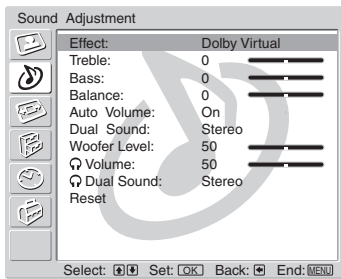 Sound Adjustment
Effect: Dolby Virtual
Treble: 0
Bass: 0
Balance: 0
Auto Volume: On
Dual Sound: Stereo
Woofer Level: 50
Volume: 50
Dual Sound: Stereo
Reset
Select: Set: OK Back: End: MENU